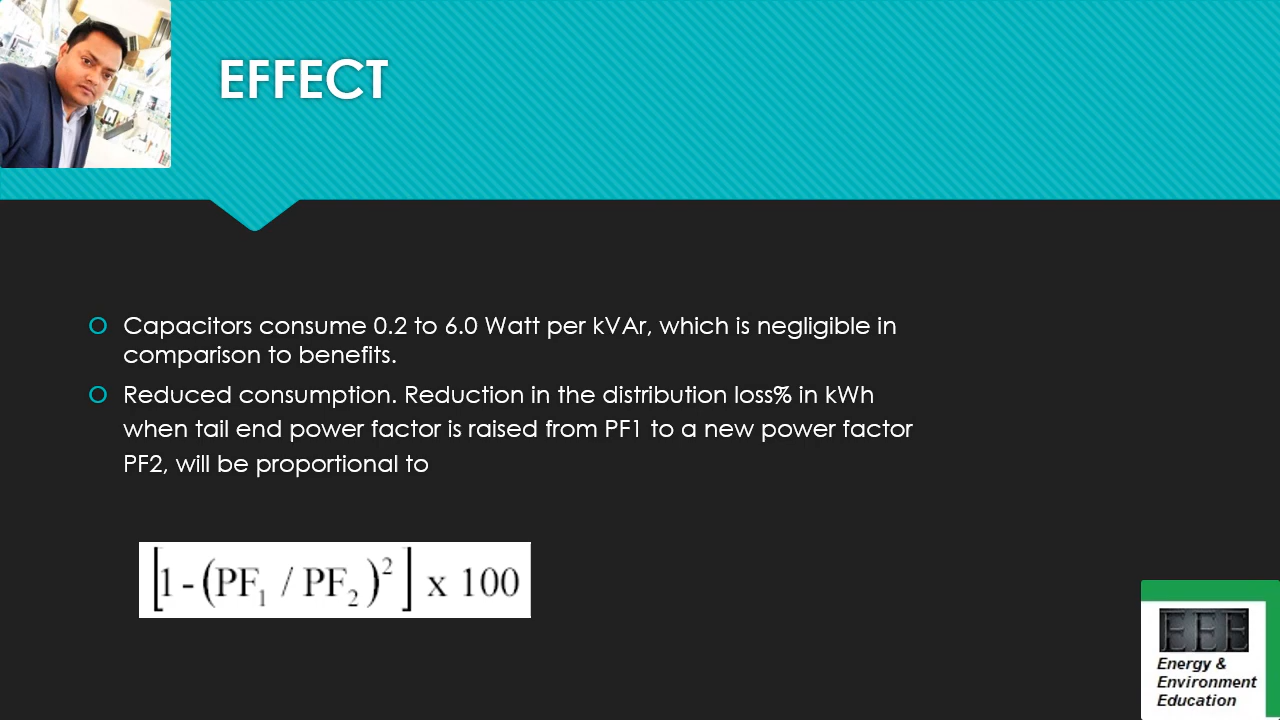 EFFECT
Capacitors consume 0.2 to 6.0 Watt per kVAr, which is negligible in
comparison to benefits.
Reduced consumption. Reduction in the distribution loss% in kWh
when tail end power factor is raised from PF1 to a new power factor
PF2, will be proportional to
[1 - (PF₁ / PF₂)²] x 100
EEE
Energy &
Environment
Education